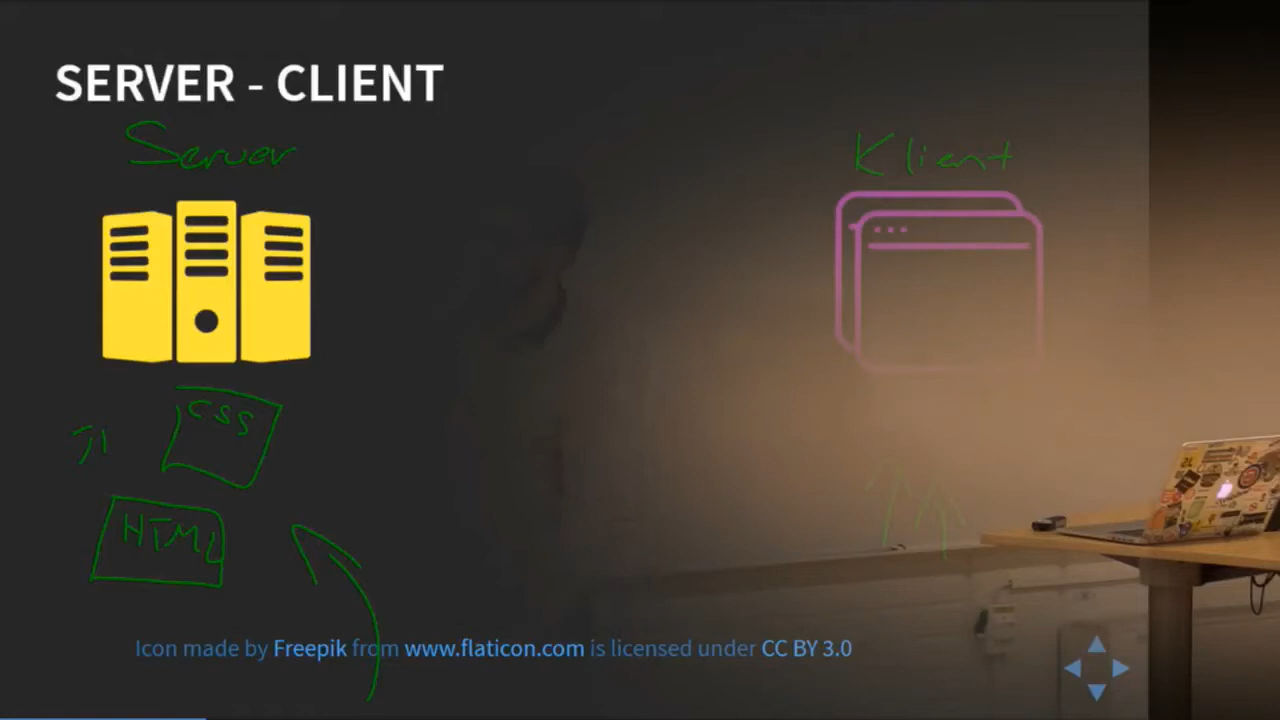 SERVER - CLIENT
Server
Klient
CSS
HTML
Icon made by Freepik from www.flaticon.com is licensed under CC BY 3.0